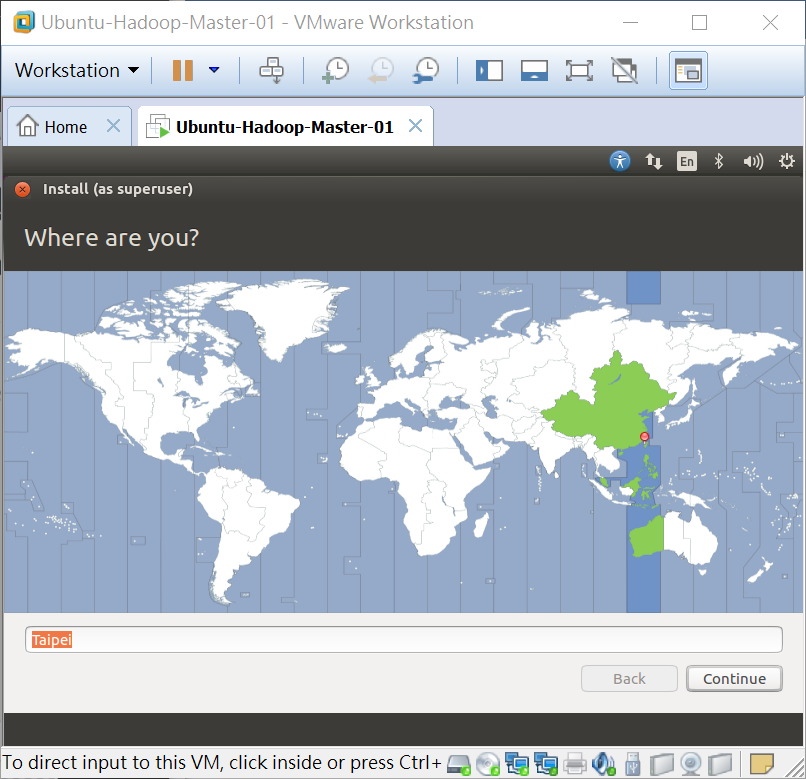 Ubuntu-Hadoop-Master-01 - VMware Workstation
Workstation
Home
Ubuntu-Hadoop-Master-01
En
Install (as superuser)
Where are you?
Taipei
Back
Continue
To direct input to this VM, click inside or press Ctrl+